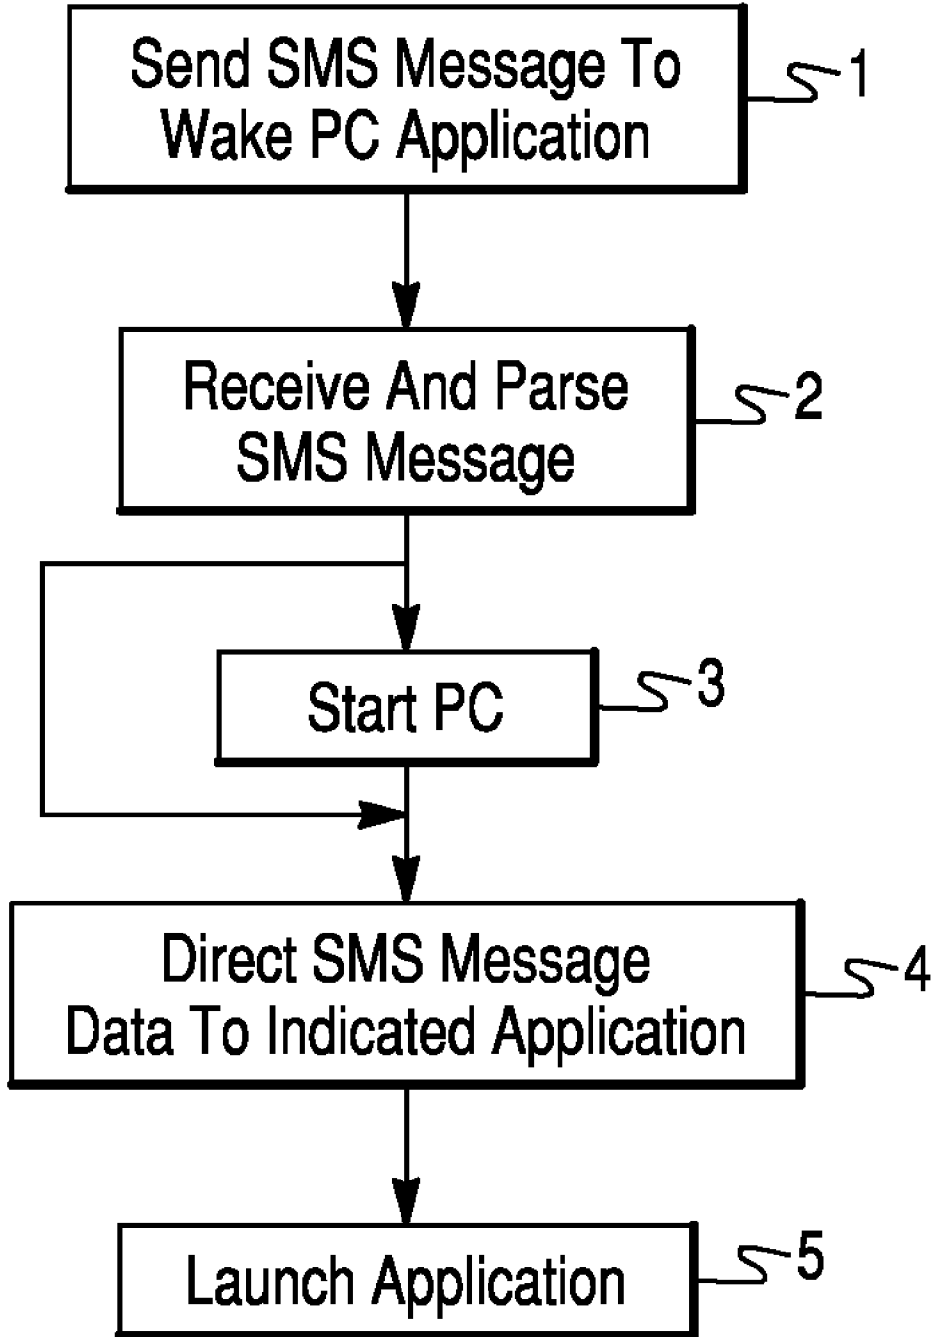 Send SMS Message To
Wake PC Application
1
Receive And Parse
SMS Message
2
Start PC
3
Direct SMS Message
Data To Indicated Application
4
Launch Application
5